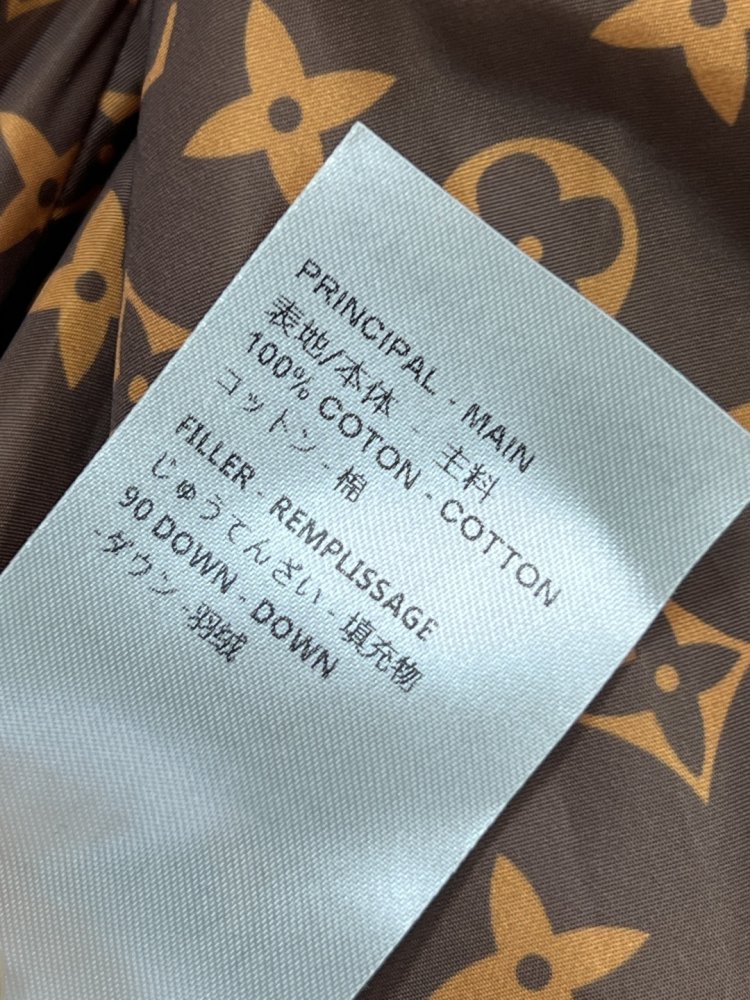 PRINCIPAL - MAIN
表地/本体 - 主料
100% COTON - COTTON
コットン - 棉
FILLER - REMPLISSAGE
じゅうてんざい - 填充物
90 DOWN - DOWN
-ダウン - 羽绒